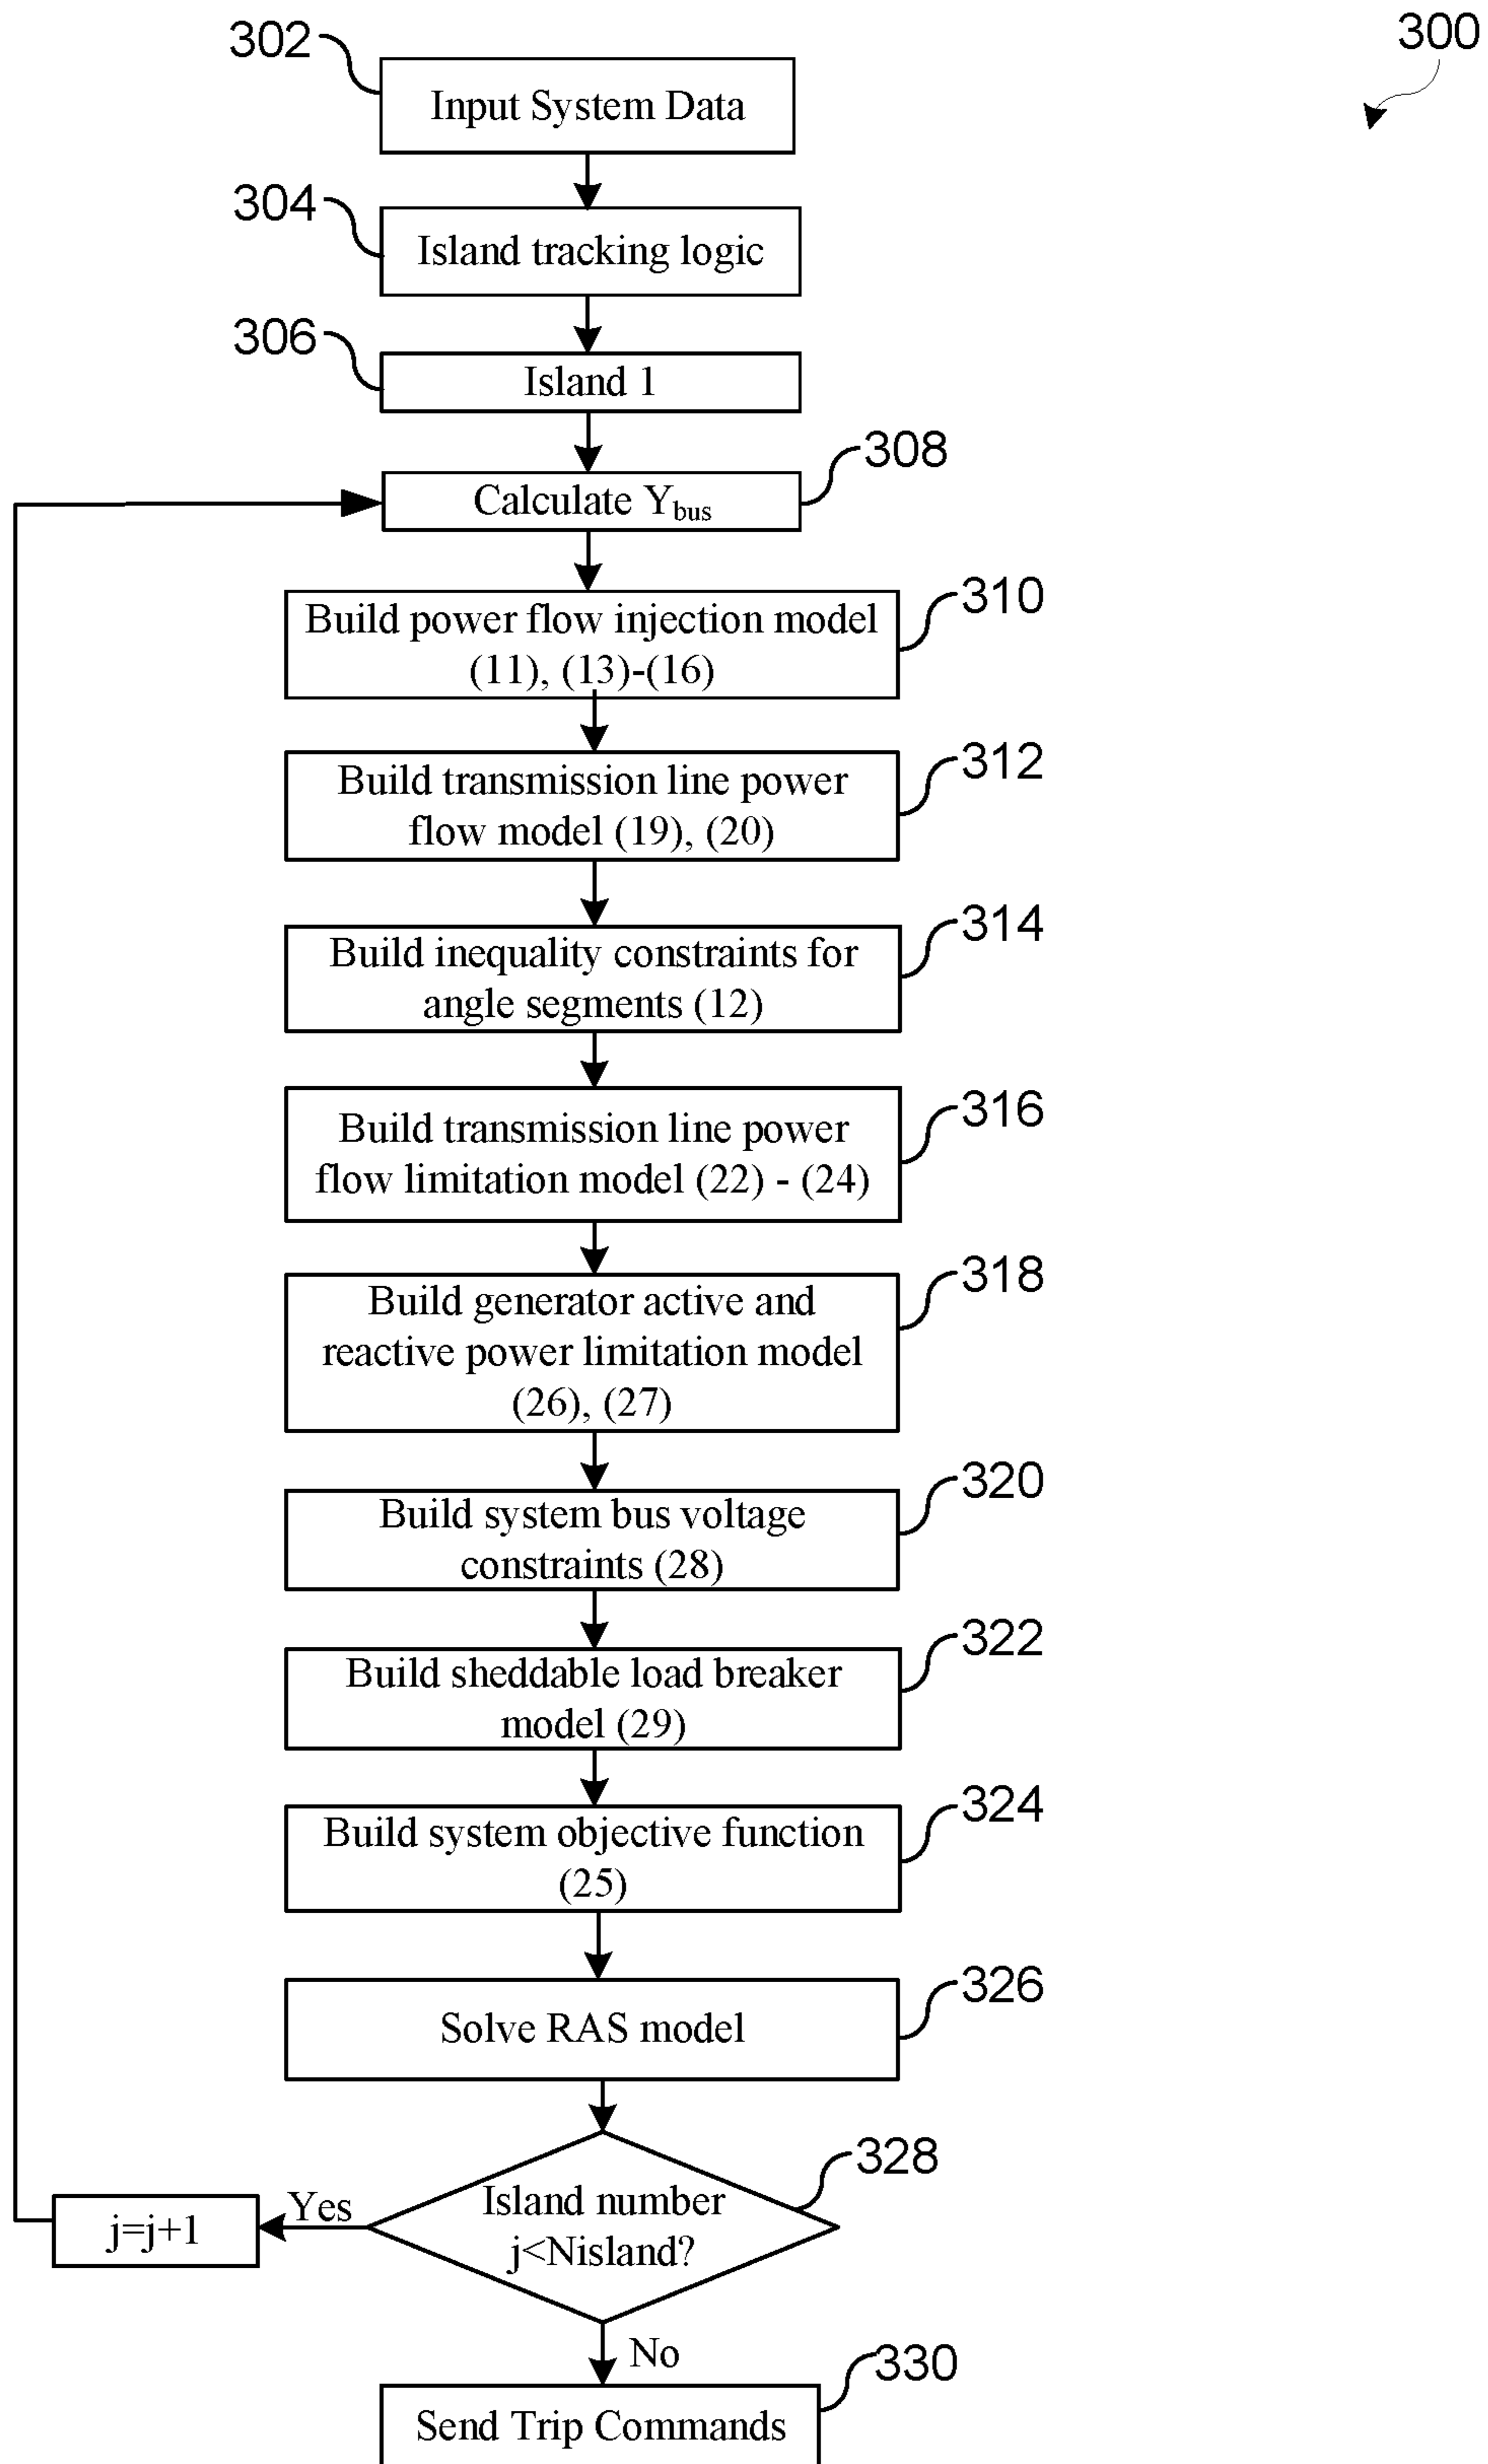 300
302
Input System Data
304
Island tracking logic
306
Island 1
308
Calculate Ybus
310
Build power flow injection model
(11), (13)-(16)
312
Build transmission line power
flow model (19), (20)
314
Build inequality constraints for
angle segments (12)
316
Build transmission line power
flow limitation model (22) - (24)
318
Build generator active and
reactive power limitation model
(26), (27)
320
Build system bus voltage
constraints (28)
322
Build sheddable load breaker
model (29)
324
Build system objective function
(25)
326
Solve RAS model
328
Island number
j<Nisland?
Yes
j=j+1
No
330
Send Trip Commands